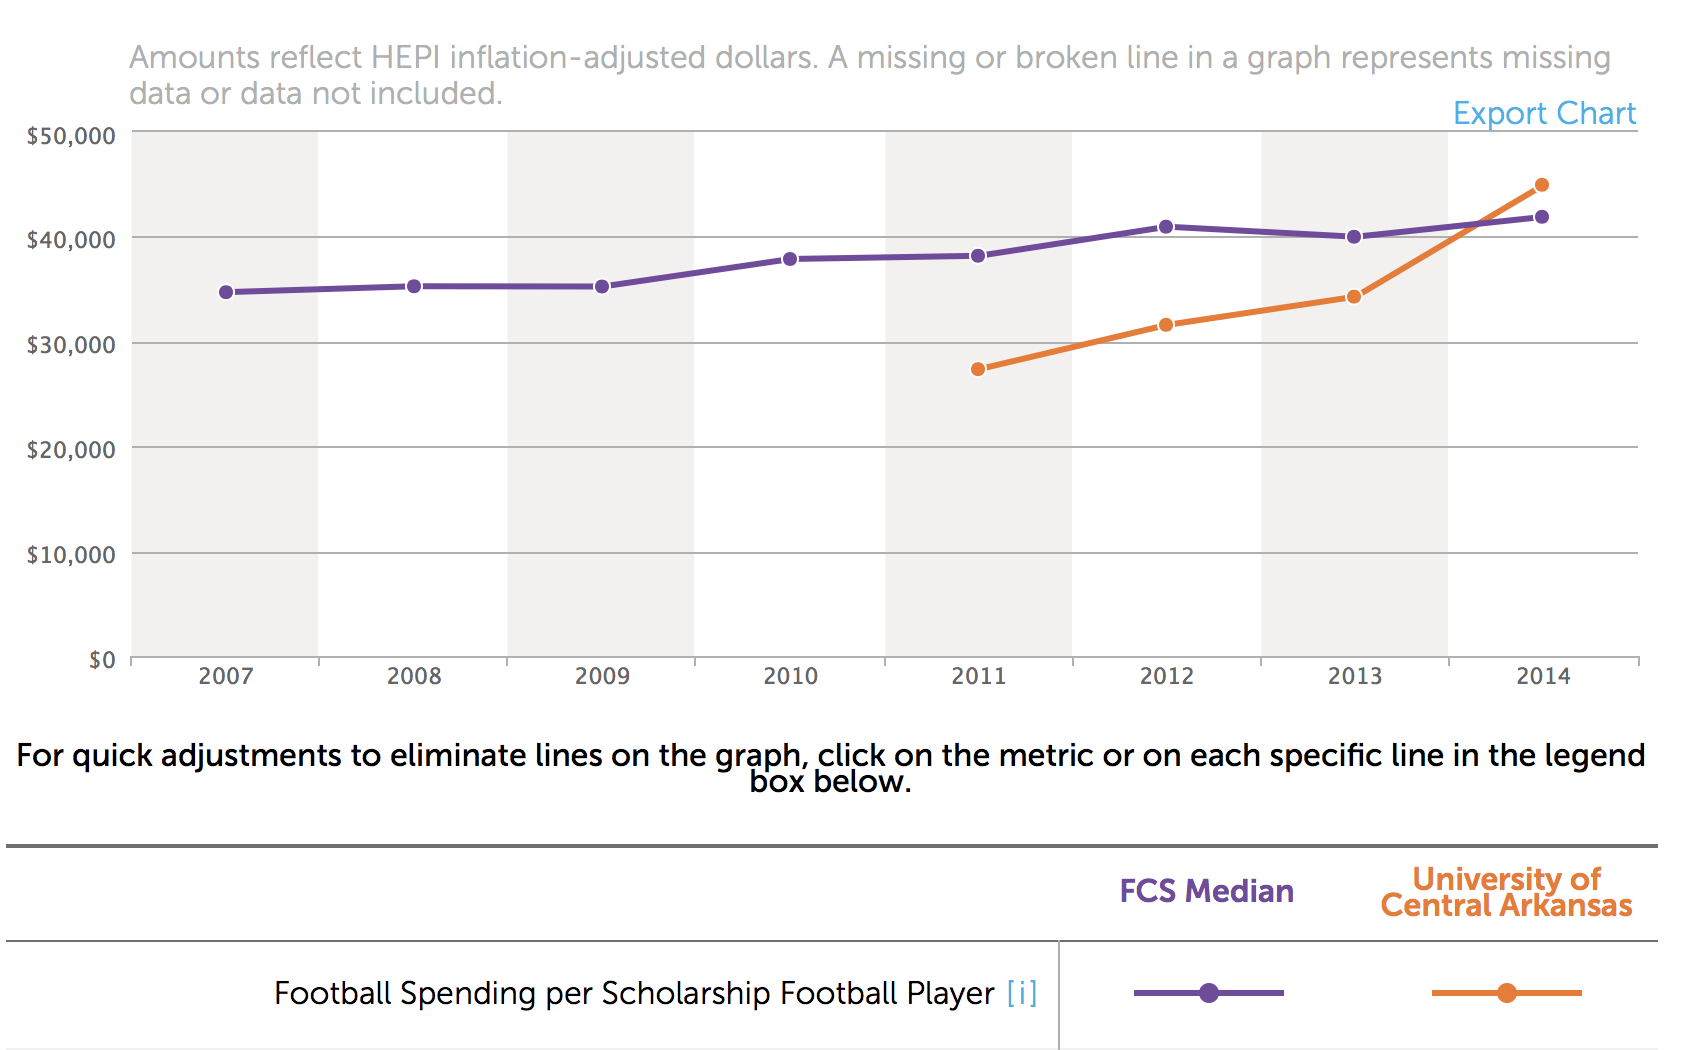 Amounts reflect HEPI inflation-adjusted dollars. A missing or broken line in a graph represents missing
data or data not included.
Export Chart
$50,000
$40,000
$30,000
$20,000
$10,000
$0
2007 2008 2009 2010 2011 2012 2013 2014
For quick adjustments to eliminate lines on the graph, click on the metric or on each specific line in the legend
box below.
FCS Median
University of
Central Arkansas
Football Spending per Scholarship Football Player [i]